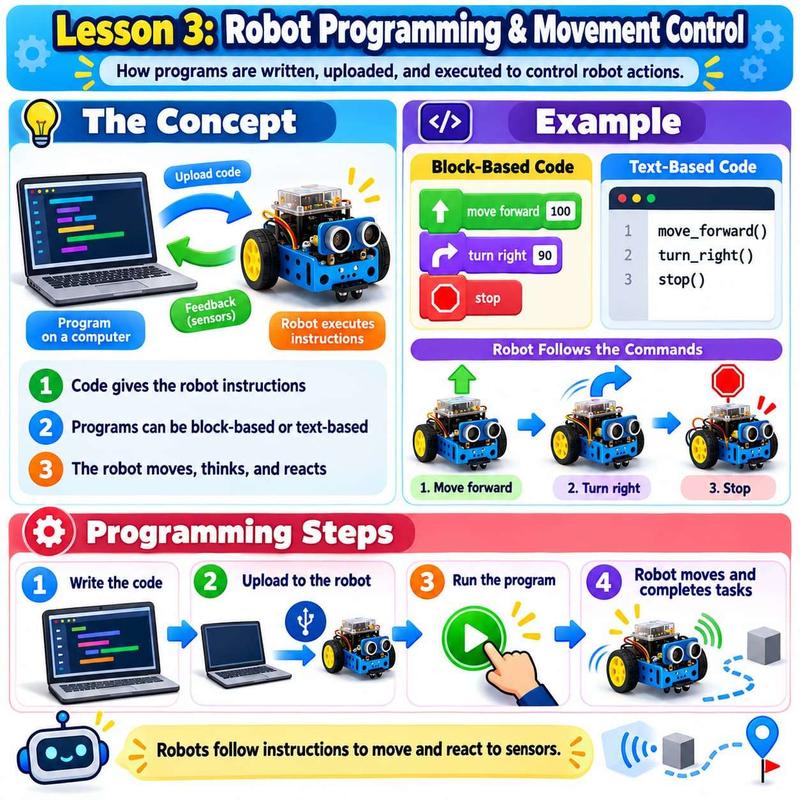 Lesson 3: Robot Programming & Movement Control
How programs are written, uploaded, and executed to control robot actions.
The Concept
Upload code
Feedback
(sensors)
Program
on a computer
Robot executes
instructions
1 Code gives the robot instructions
2 Programs can be block-based or text-based
3 The robot moves, thinks, and reacts
</> Example
Block-Based Code
move forward 100
turn right 90
stop
Text-Based Code
1 move_forward()
2 turn_right()
3 stop()
Robot Follows the Commands
1. Move forward
2. Turn right
3. Stop
Programming Steps
1 Write the code
2 Upload to the robot
3 Run the program
4 Robot moves and
completes tasks
Robots follow instructions to move and react to sensors.